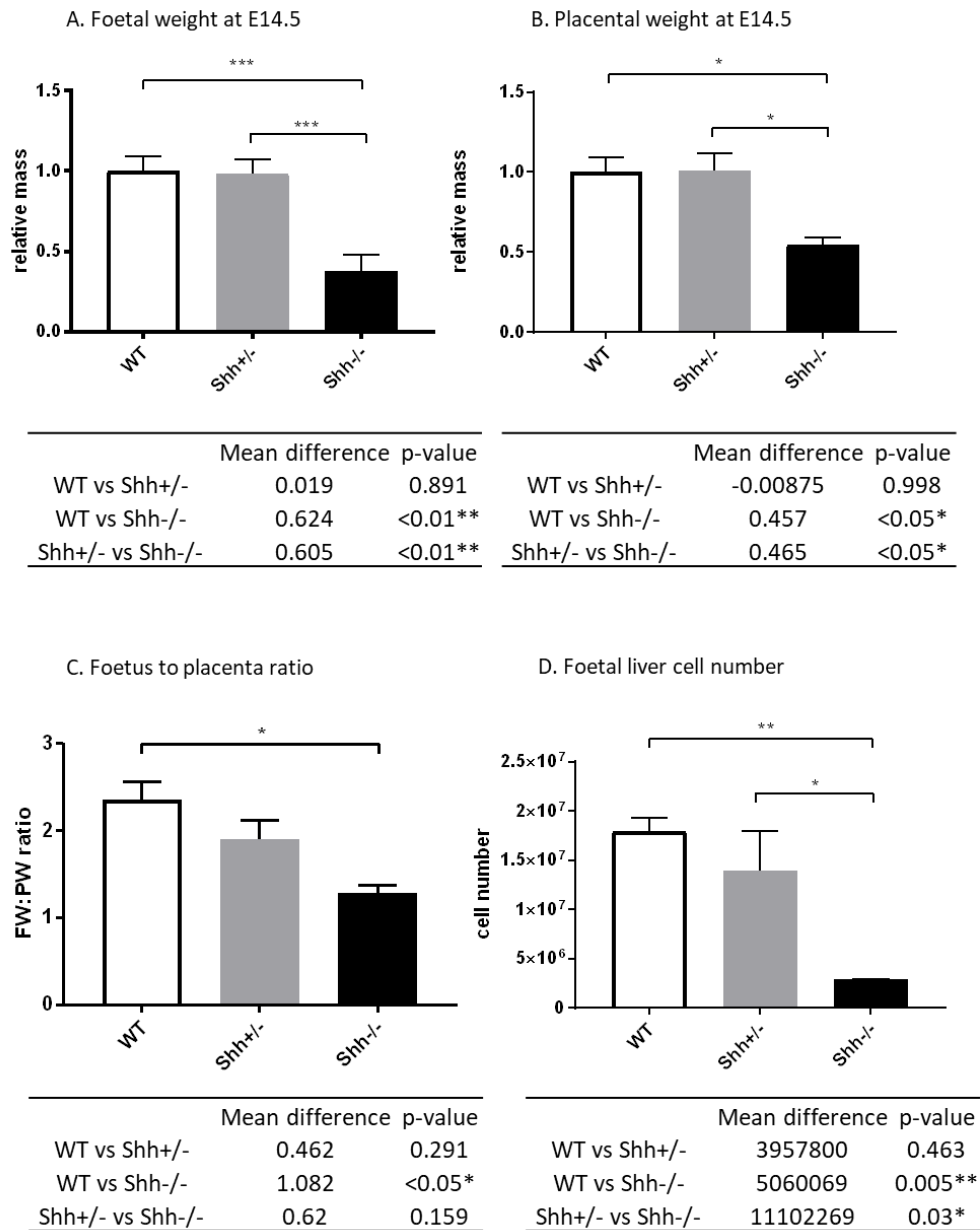 A. Foetal weight at E14.5
***
***
1.5
1.0
0.5
0.0
relative mass
WT
Shh+/-
Shh-/-
Mean difference p-value
WT vs Shh+/- 0.019 0.891
WT vs Shh-/- 0.624 <0.01**
Shh+/- vs Shh-/- 0.605 <0.01**
B. Placental weight at E14.5
*
*
1.5
1.0
0.5
0.0
relative mass
WT
Shh+/-
Shh-/-
Mean difference p-value
WT vs Shh+/- -0.00875 0.998
WT vs Shh-/- 0.457 <0.05*
Shh+/- vs Shh-/- 0.465 <0.05*
C. Foetus to placenta ratio
*
3
2
1
0
FW:PW ratio
WT
Shh+/-
Shh-/-
Mean difference p-value
WT vs Shh+/- 0.462 0.291
WT vs Shh-/- 1.082 <0.05*
Shh+/- vs Shh-/- 0.62 0.159
D. Foetal liver cell number
**
*
2.5×10⁷
2×10⁷
1.5×10⁷
1×10⁷
5×10⁶
0
cell number
WT
Shh+/-
Shh-/-
Mean difference p-value
WT vs Shh+/- 3957800 0.463
WT vs Shh-/- 5060069 0.005**
Shh+/- vs Shh-/- 11102269 0.03*